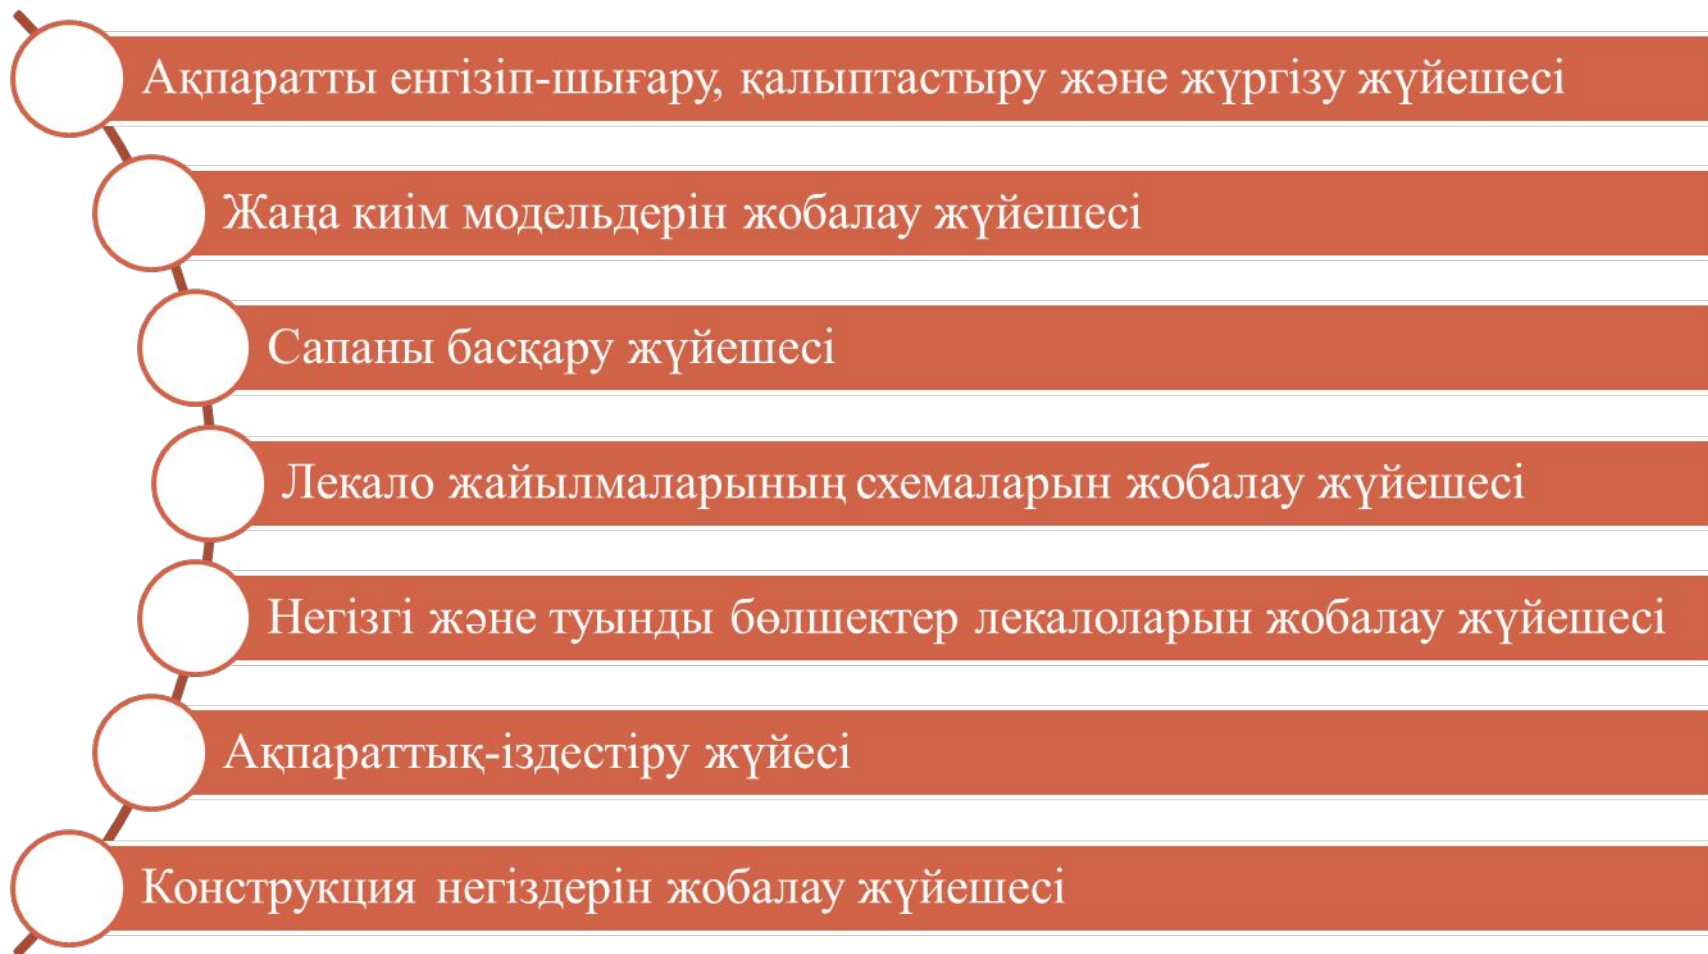 Ақпаратты енгізіп-шығару, қалыптастыру және жүргізу жүйешесі
Жаңа киім модельдерін жобалау жүйешесі
Сапаны басқару жүйешесі
Лекало жайылмаларының схемаларын жобалау жүйешесі
Негізгі және туынды бөлшектер лекалоларын жобалау жүйешесі
Ақпараттық-іздестіру жүйесі
Конструкция негіздерін жобалау жүйешесі